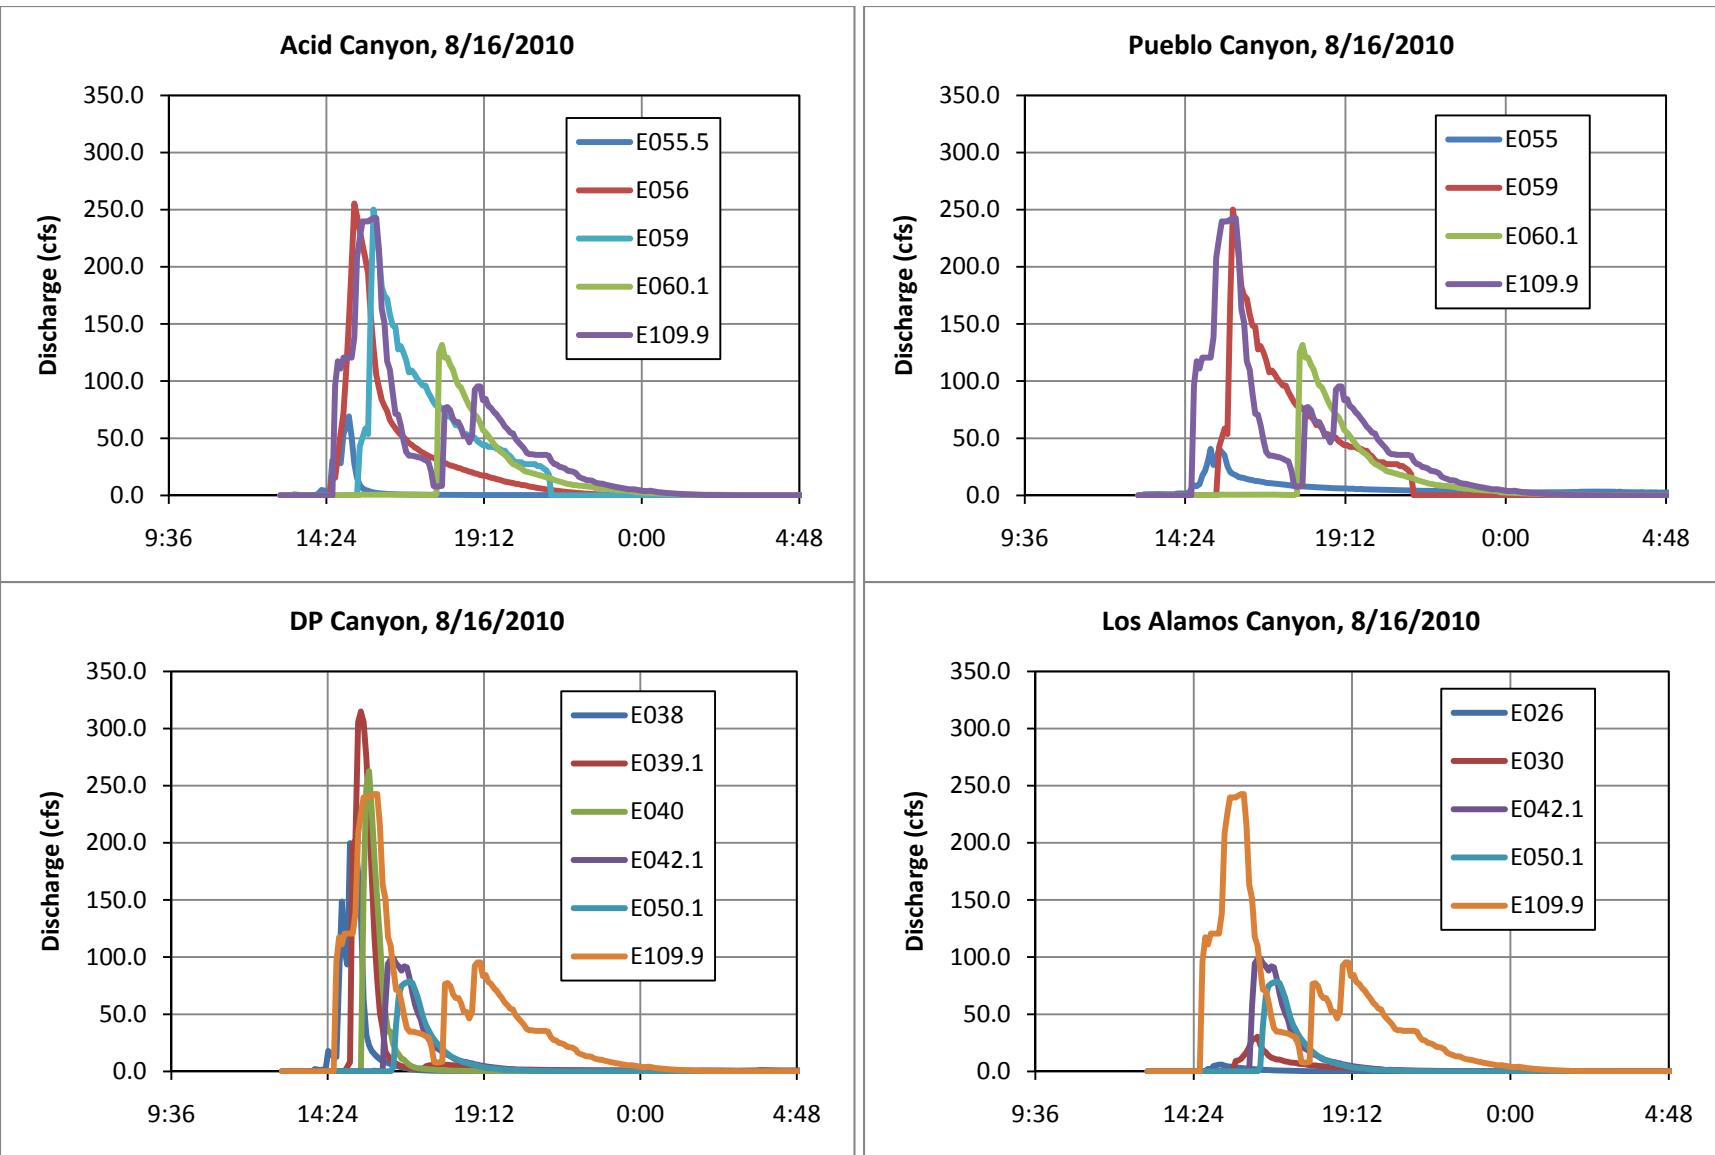 Acid Canyon, 8/16/2010
Discharge (cfs)
350.0
300.0
250.0
200.0
150.0
100.0
50.0
0.0
9:36 14:24 19:12 0:00 4:48
E055.5
E056
E059
E060.1
E109.9
Pueblo Canyon, 8/16/2010
Discharge (cfs)
350.0
300.0
250.0
200.0
150.0
100.0
50.0
0.0
9:36 14:24 19:12 0:00 4:48
E055
E059
E060.1
E109.9
DP Canyon, 8/16/2010
Discharge (cfs)
350.0
300.0
250.0
200.0
150.0
100.0
50.0
0.0
9:36 14:24 19:12 0:00 4:48
E038
E039.1
E040
E042.1
E050.1
E109.9
Los Alamos Canyon, 8/16/2010
Discharge (cfs)
350.0
300.0
250.0
200.0
150.0
100.0
50.0
0.0
9:36 14:24 19:12 0:00 4:48
E026
E030
E042.1
E050.1
E109.9